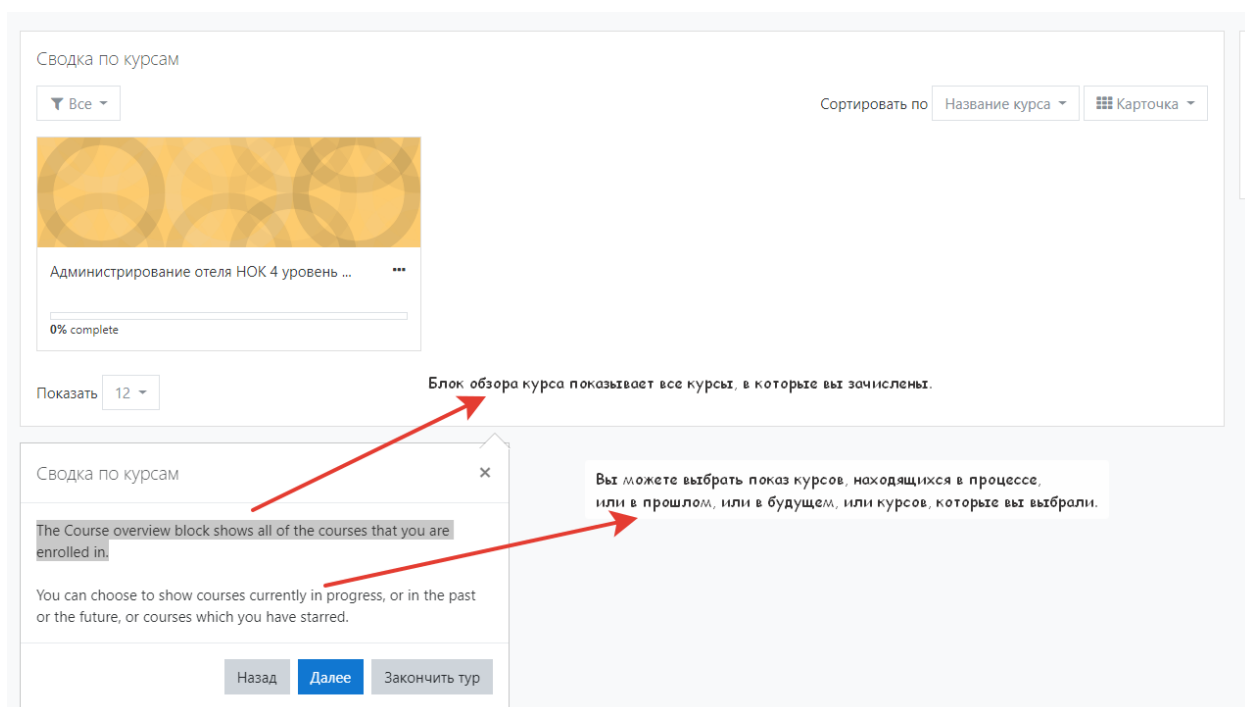 Сводка по курсам
Все
Сортировать по Название курса Карточка
Администрирование отеля НОК 4 уровень ...
0% complete
Показать 12
Блок обзора курса показывает все курсы, в которые вы зачислены.
Сводка по курсам
The Course overview block shows all of the courses that you are
enrolled in.
You can choose to show courses currently in progress, or in the past
or the future, or courses which you have starred.
Вы можете выбрать показ курсов, находящихся в процессе,
или в прошлом, или в будущем, или курсов, которые вы выбрали.
Назад Далее Закончить тур